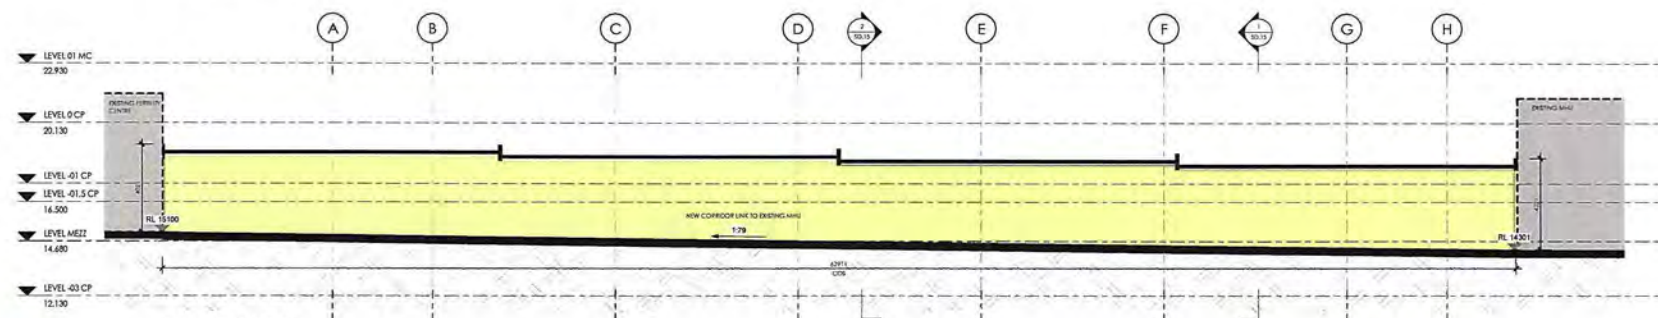 A
B
C
D
2
SD.15
E
F
1
SD.15
G
H
LEVEL 01 MC
22.930
EXISTING FERTILITY
CENTRE
EXISTING MHU
LEVEL 0 CP
20.130
LEVEL -01 CP
LEVEL -01.5 CP
16.500
RL 15100
NEW CORRIDOR LINK TO EXISTING MHU
1:79
LEVEL MEZZ
14.680
RL 14301
CTS
LEVEL -03 CP
12.130